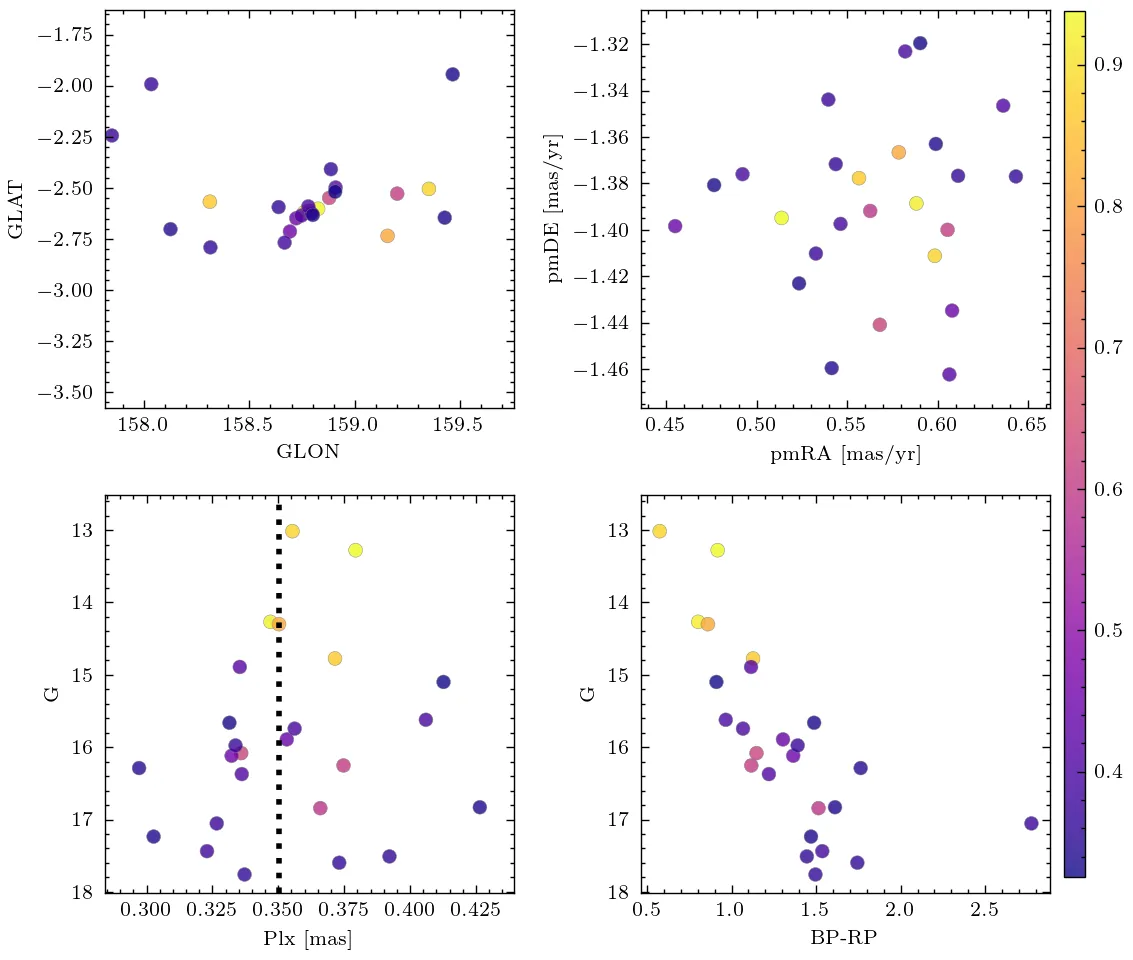 −1.75
−2.00
−2.25
−2.50
−2.75
−3.00
−3.25
−3.50
GLAT
158.0 158.5 159.0 159.5
GLON
−1.32
−1.34
−1.36
−1.38
−1.40
−1.42
−1.44
−1.46
pmDE [mas/yr]
0.45 0.50 0.55 0.60 0.65
pmRA [mas/yr]
0.9
0.8
0.7
0.6
0.5
0.4
13
14
15
16
17
18
G
0.300 0.325 0.350 0.375 0.400 0.425
Plx [mas]
13
14
15
16
17
18
G
0.5 1.0 1.5 2.0 2.5
BP-RP